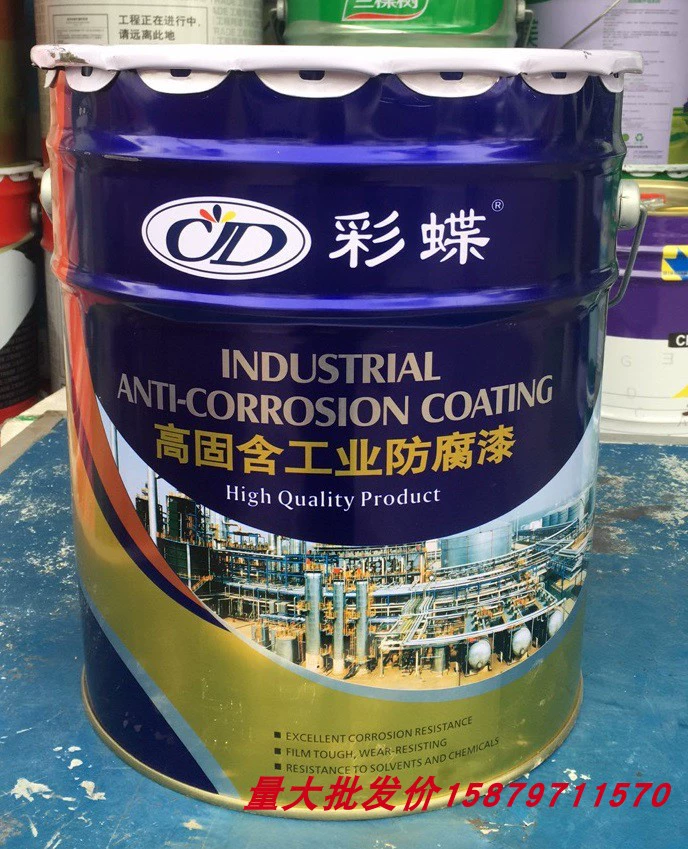 工程正在进行中,
请远离此地
三棵树
CD 彩蝶®
INDUSTRIAL
ANTI-CORROSION COATING
高固含工业防腐漆
High Quality Product
■ EXCELLENT CORROSION RESISTANCE
■ FILM TOUGH, WEAR-RESISTING
■ RESISTANCE TO SOLVENTS AND CHEMICALS
量大批发价15879711570